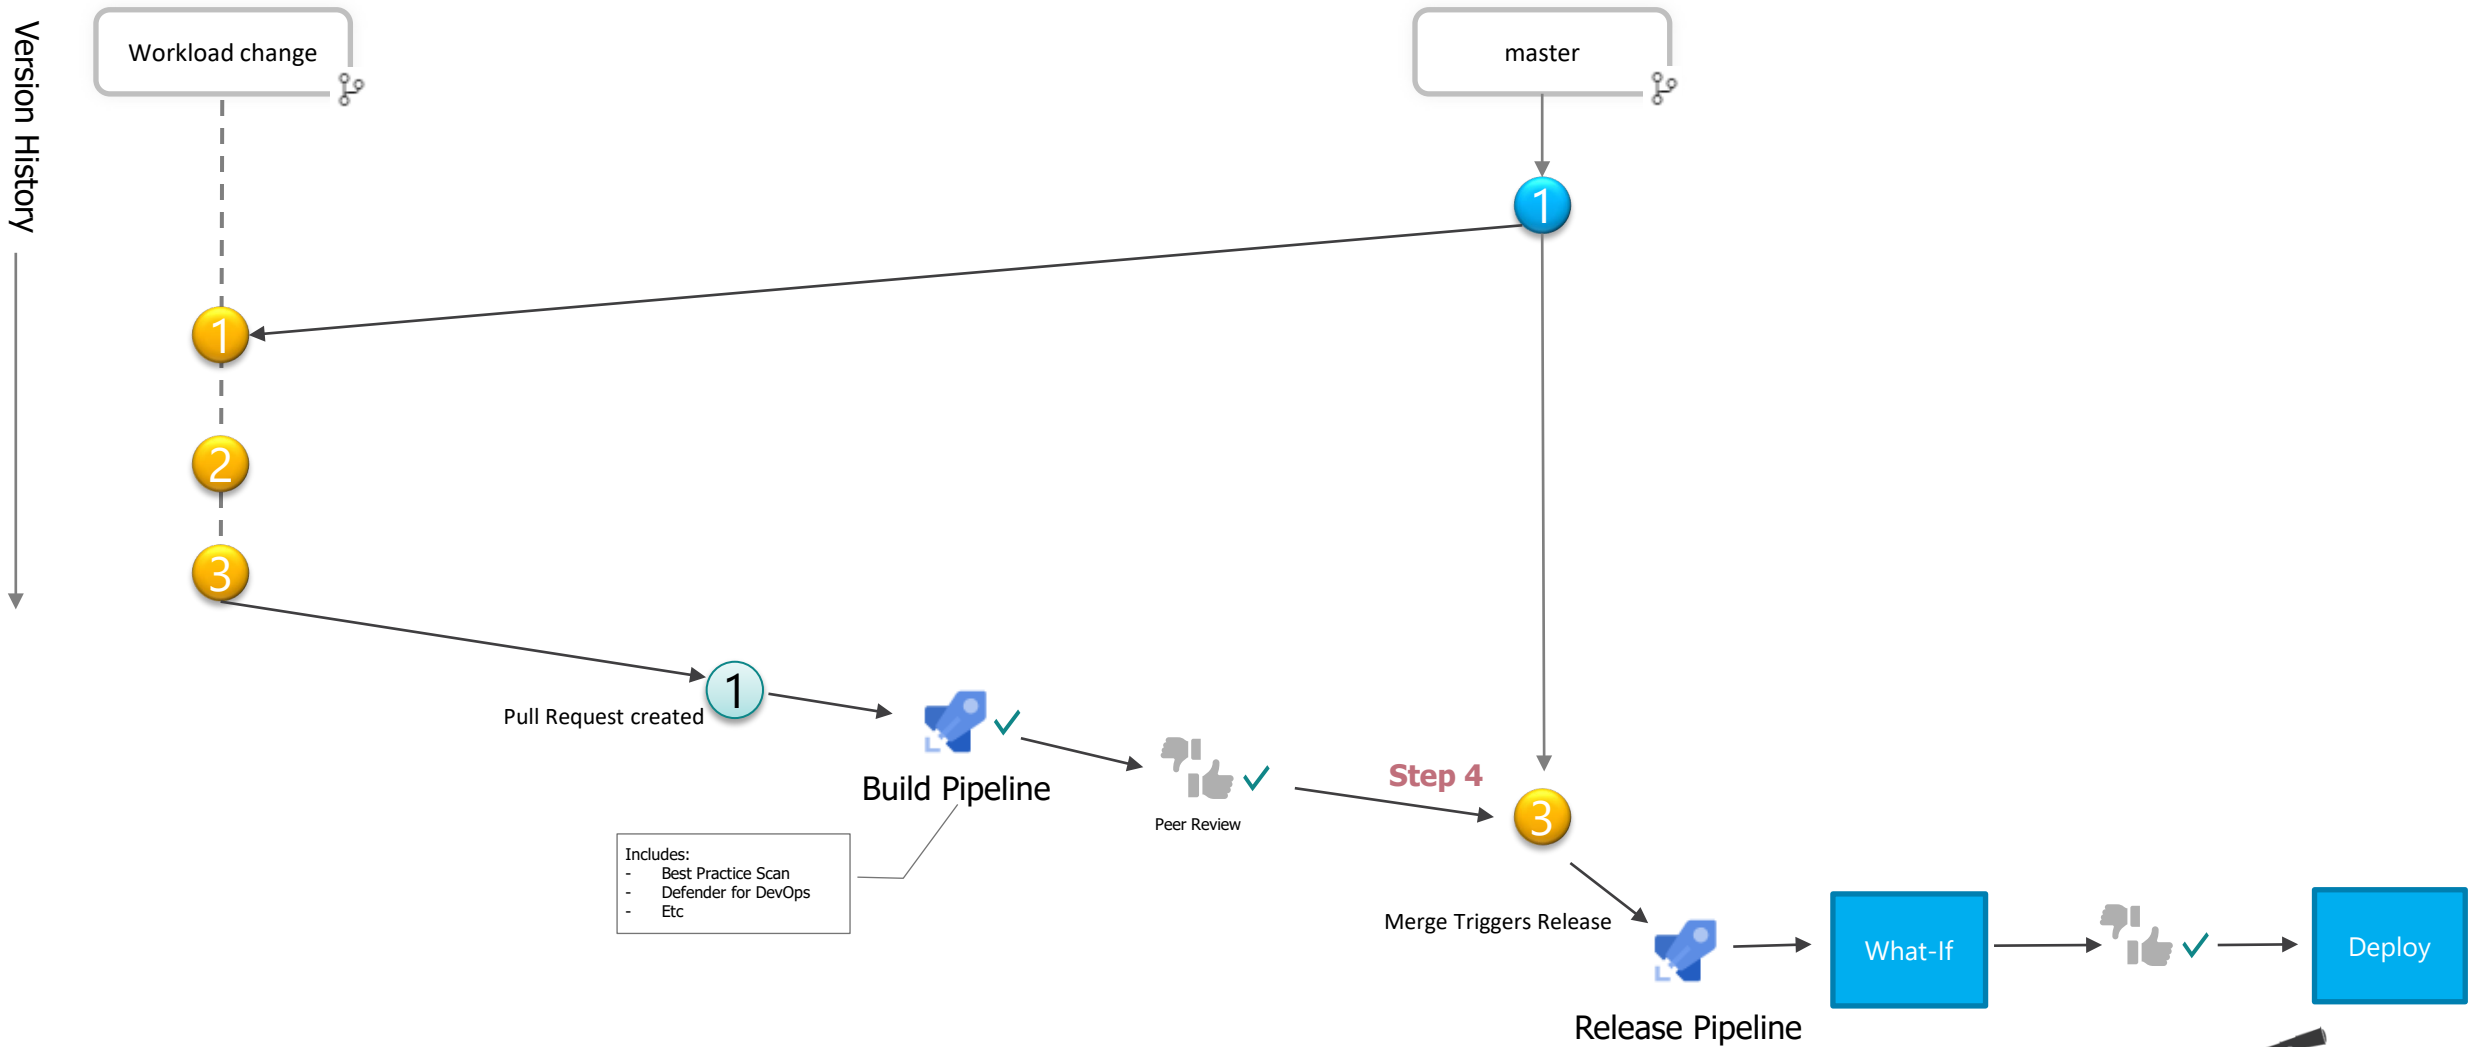 Version History
Workload change
master
1
1
2
3
1
Pull Request created
Build Pipeline
Includes:
- Best Practice Scan
- Defender for DevOps
- Etc
Peer Review
Step 4
3
Merge Triggers Release
Release Pipeline
What-If
Deploy